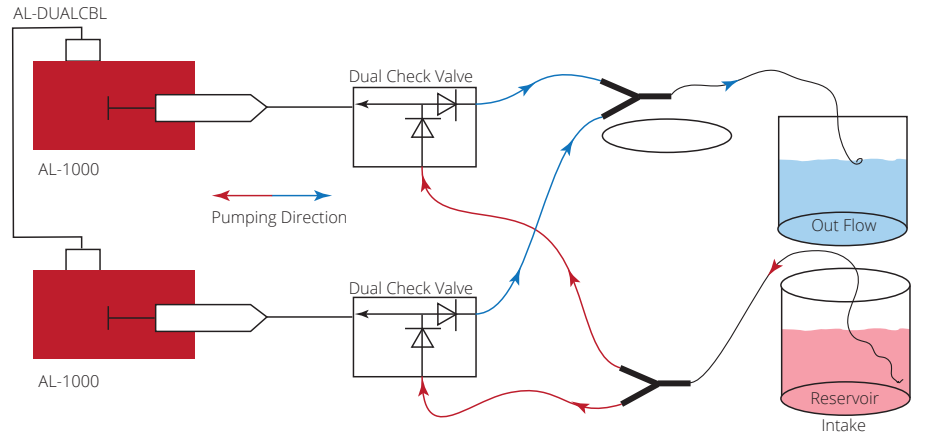 AL-DUALCBL
Dual Check Valve
AL-1000
Pumping Direction
Out Flow
Dual Check Valve
AL-1000
Reservoir
Intake